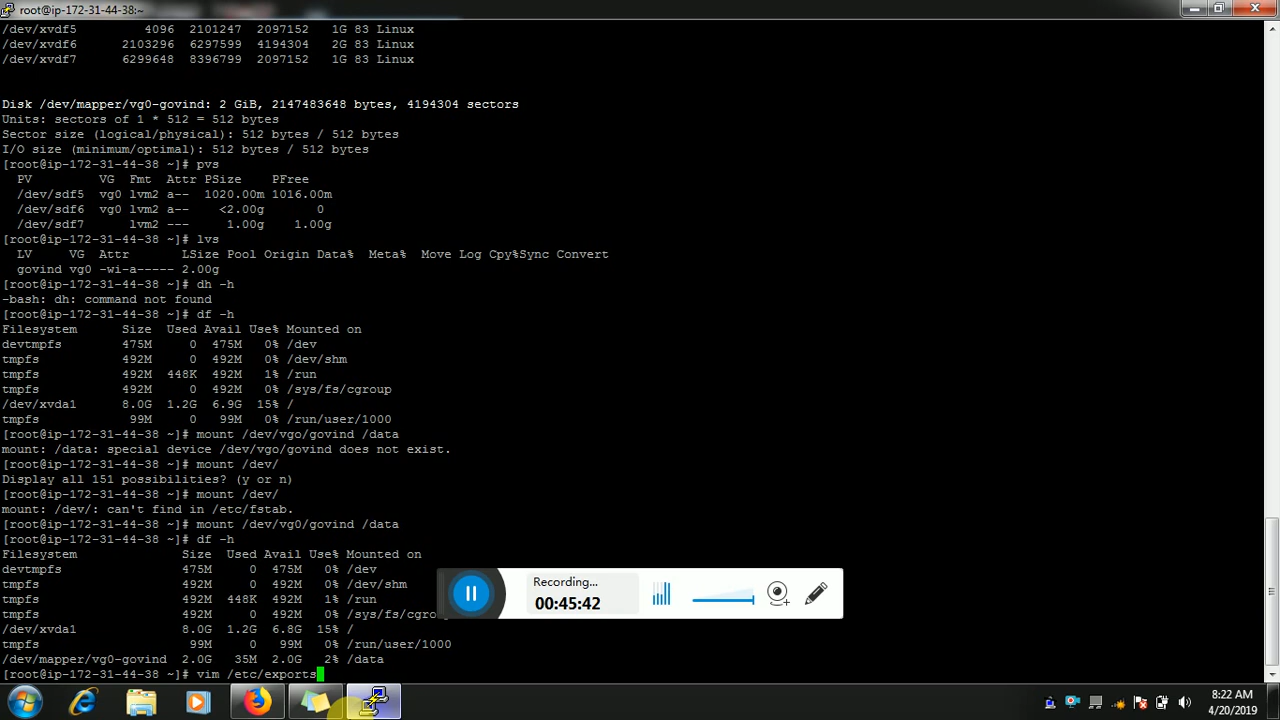 root@ip-172-31-44-38:~
/dev/xvdf5 4096 2101247 2097152 1G 83 Linux
/dev/xvdf6 2103296 6297599 4194304 2G 83 Linux
/dev/xvdf7 6299648 8396799 2097152 1G 83 Linux
Disk /dev/mapper/vg0-govind: 2 GiB, 2147483648 bytes, 4194304 sectors
Units: sectors of 1 * 512 = 512 bytes
Sector size (logical/physical): 512 bytes / 512 bytes
I/O size (minimum/optimal): 512 bytes / 512 bytes
[root@ip-172-31-44-38 ~]# pvs
PV VG Fmt Attr PSize PFree
/dev/sdf5 vg0 lvm2 a-- 1020.00m 1016.00m
/dev/sdf6 vg0 lvm2 a-- <2.00g 0
/dev/sdf7 lvm2 --- 1.00g 1.00g
[root@ip-172-31-44-38 ~]# lvs
LV VG Attr LSize Pool Origin Data% Meta% Move Log Cpy%Sync Convert
govind vg0 -wi-a----- 2.00g
[root@ip-172-31-44-38 ~]# dh -h
-bash: dh: command not found
[root@ip-172-31-44-38 ~]# df -h
Filesystem Size Used Avail Use% Mounted on
devtmpfs 475M 0 475M 0% /dev
tmpfs 492M 0 492M 0% /dev/shm
tmpfs 492M 448K 492M 1% /run
tmpfs 492M 0 492M 0% /sys/fs/cgroup
/dev/xvda1 8.0G 1.2G 6.9G 15% /
tmpfs 99M 0 99M 0% /run/user/1000
[root@ip-172-31-44-38 ~]# mount /dev/vgo/govind /data
mount: /data: special device /dev/vgo/govind does not exist.
[root@ip-172-31-44-38 ~]# mount /dev/
Display all 151 possibilities? (y or n)
[root@ip-172-31-44-38 ~]# mount /dev/
mount: /dev/: can't find in /etc/fstab.
[root@ip-172-31-44-38 ~]# mount /dev/vg0/govind /data
[root@ip-172-31-44-38 ~]# df -h
Filesystem Size Used Avail Use% Mounted on
devtmpfs 475M 0 475M 0% /dev
tmpfs 492M 0 492M 0% /dev/shm
tmpfs 492M 448K 492M 1% /run
tmpfs 492M 0 492M 0% /sys/fs/cgro
/dev/xvda1 8.0G 1.2G 6.8G 15% /
tmpfs 99M 0 99M 0% /run/user/1000
/dev/mapper/vg0-govind 2.0G 35M 2.0G 2% /data
[root@ip-172-31-44-38 ~]# vim /etc/exports
Recording...
00:45:42
8:22 AM
4/20/2019